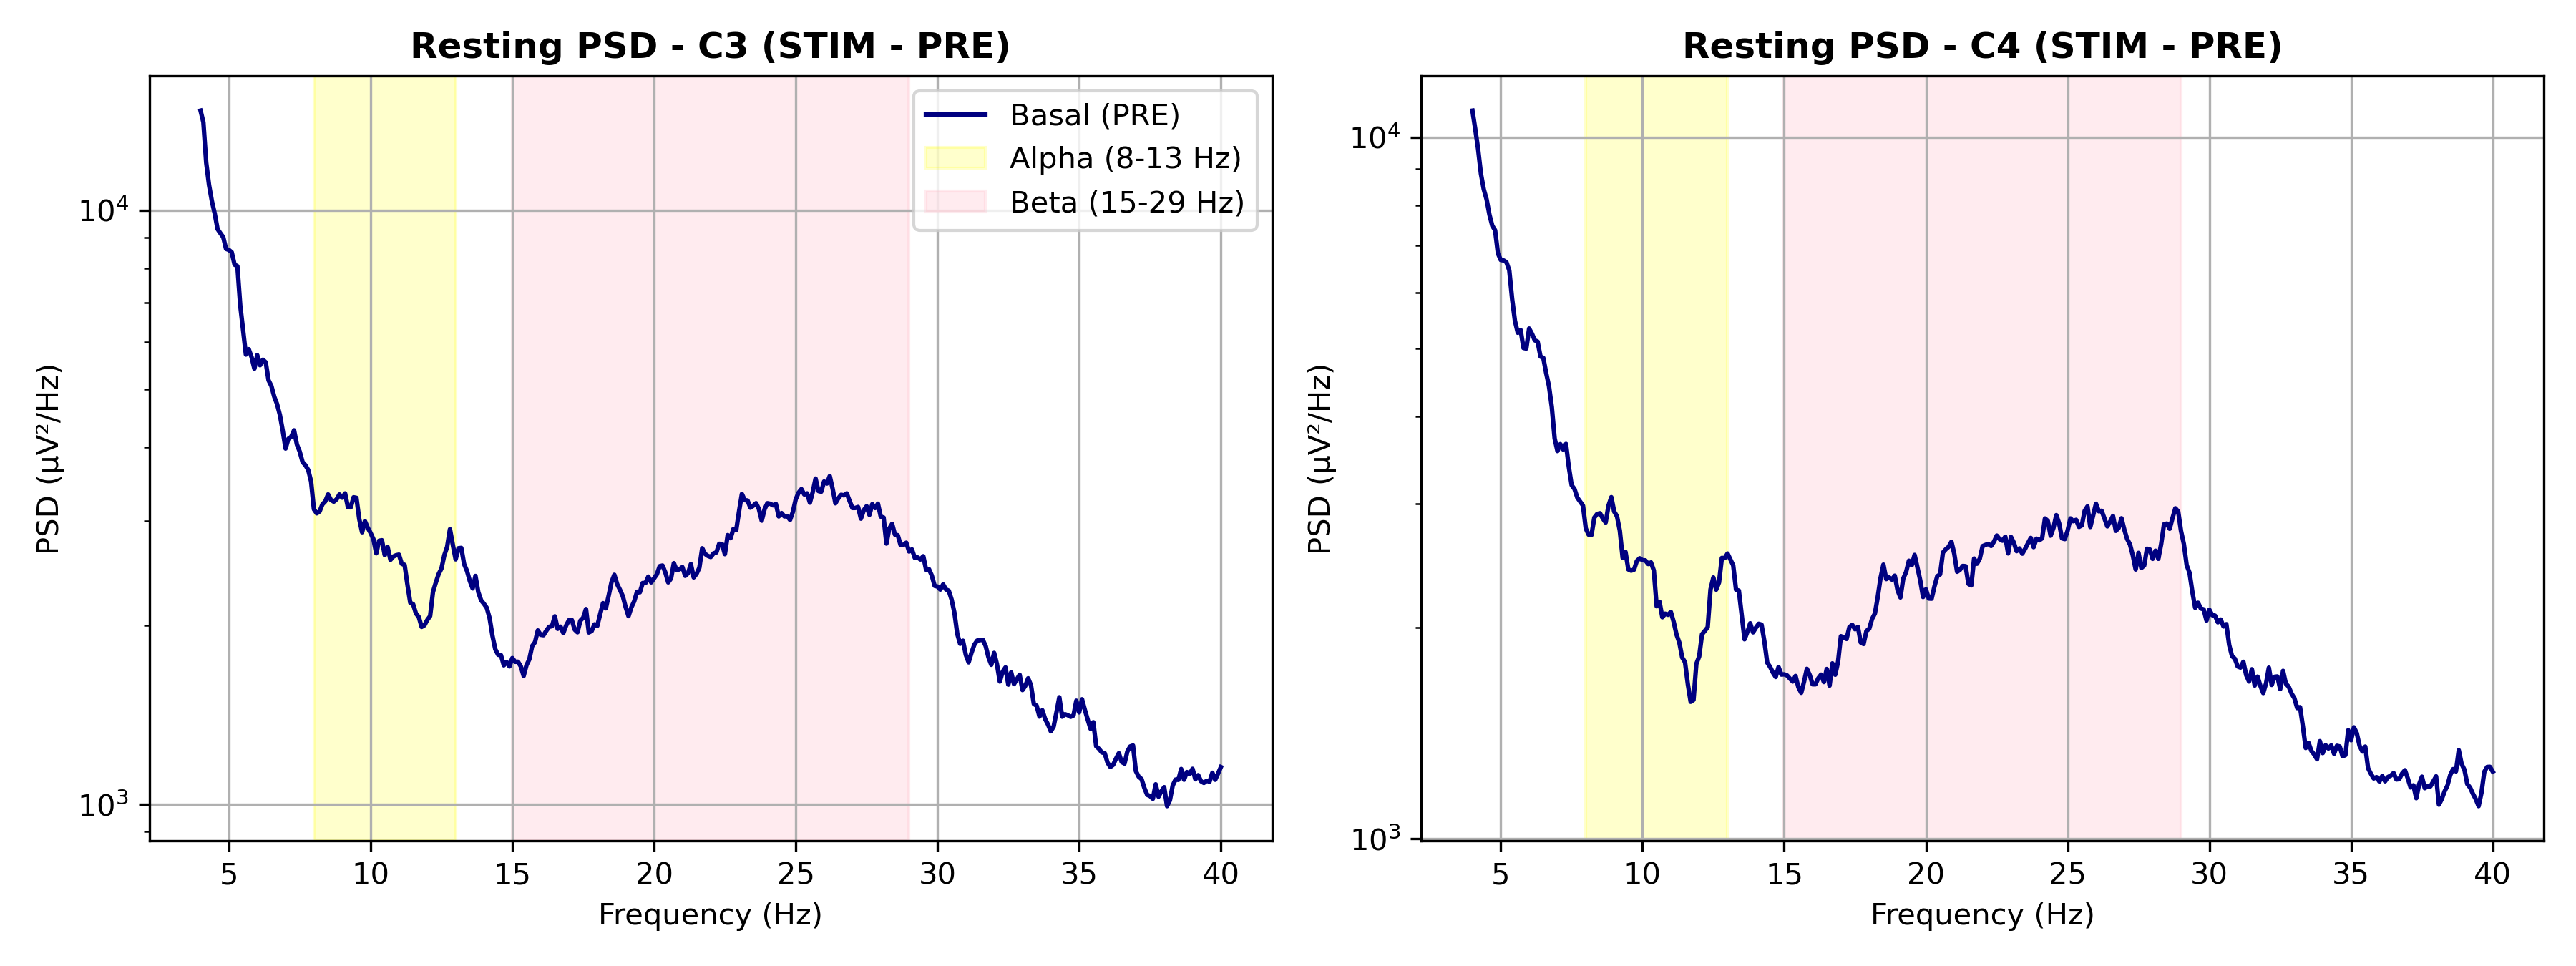 Resting PSD - C3 (STIM - PRE)
PSD (µV²/Hz)
10⁴
10³
Basal (PRE)
Alpha (8-13 Hz)
Beta (15-29 Hz)
5 10 15 20 25 30 35 40
Frequency (Hz)
Resting PSD - C4 (STIM - PRE)
PSD (µV²/Hz)
10⁴
10³
5 10 15 20 25 30 35 40
Frequency (Hz)